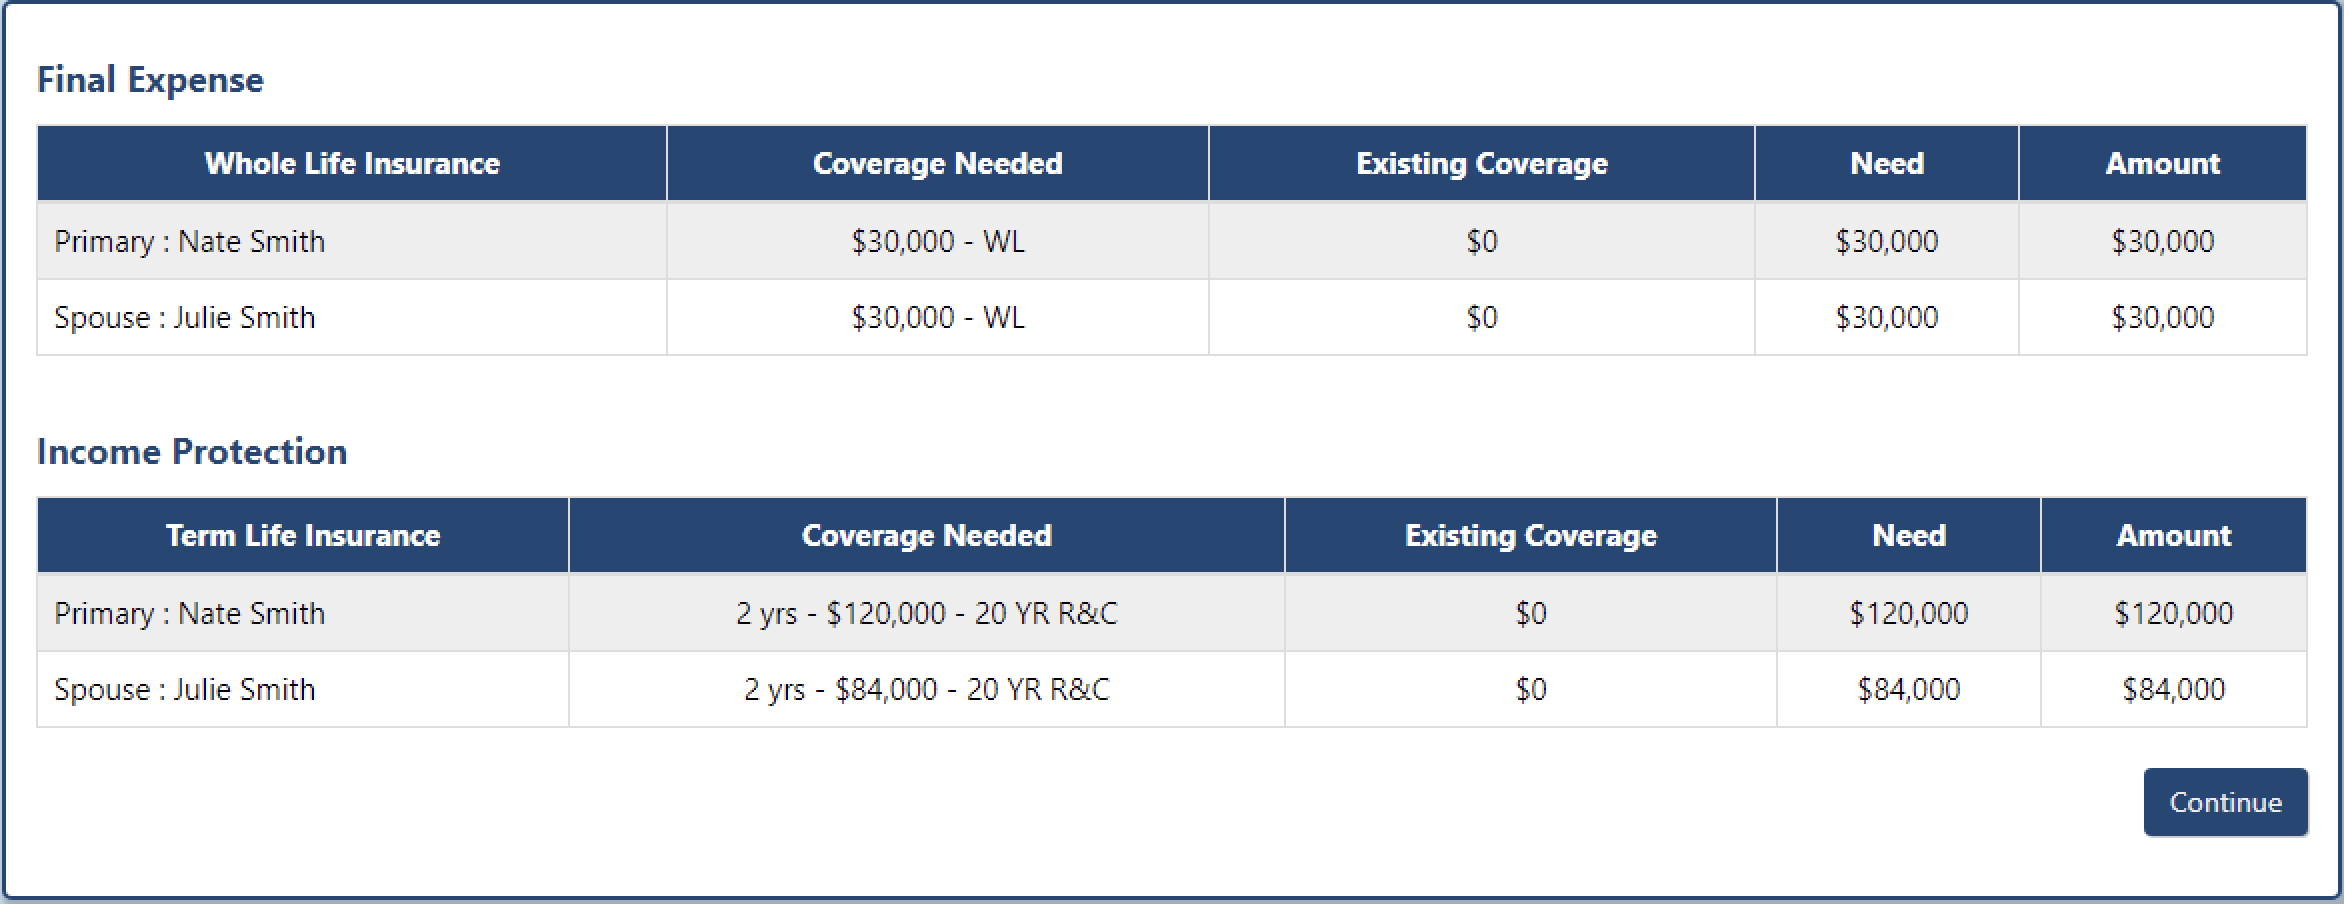 Final Expense
Whole Life Insurance Coverage Needed Existing Coverage Need Amount
Primary : Nate Smith $30,000 - WL $0 $30,000 $30,000
Spouse : Julie Smith $30,000 - WL $0 $30,000 $30,000
Income Protection
Term Life Insurance Coverage Needed Existing Coverage Need Amount
Primary : Nate Smith 2 yrs - $120,000 - 20 YR R&C $0 $120,000 $120,000
Spouse : Julie Smith 2 yrs - $84,000 - 20 YR R&C $0 $84,000 $84,000
Continue